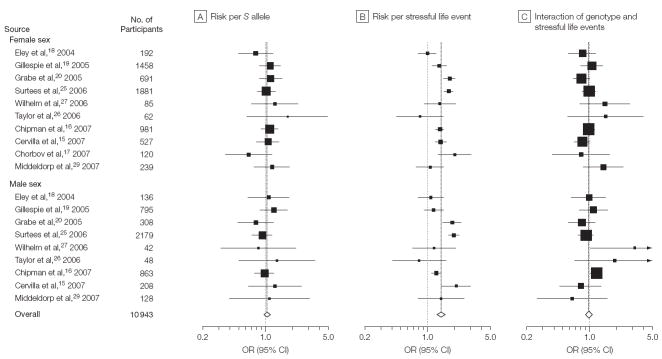 A Risk per S allele
B Risk per stressful life event
C Interaction of genotype and stressful life events
Source No. of Participants
Female sex
Eley et al,18 2004 192
Gillespie et al,19 2005 1458
Grabe et al,20 2005 691
Surtees et al,25 2006 1881
Wilhelm et al,27 2006 85
Taylor et al,26 2006 62
Chipman et al,16 2007 981
Cervilla et al,15 2007 527
Chorbov et al,17 2007 120
Middeldorp et al,29 2007 239
Male sex
Eley et al,18 2004 136
Gillespie et al,19 2005 795
Grabe et al,20 2005 308
Surtees et al,25 2006 2179
Wilhelm et al,27 2006 42
Taylor et al,26 2006 48
Chipman et al,16 2007 863
Cervilla et al,15 2007 208
Middeldorp et al,29 2007 128
Overall 10943
0.2 1.0 5.0 0.2 1.0 5.0 0.2 1.0 5.0
OR (95% CI) OR (95% CI) OR (95% CI)